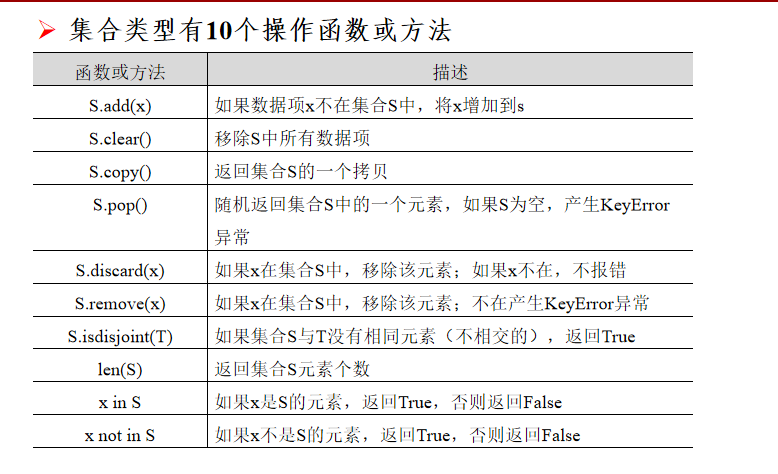 集合类型有10个操作函数或方法
函数或方法 描述
S.add(x) 如果数据项x不在集合S中，将x增加到s
S.clear() 移除S中所有数据项
S.copy() 返回集合S的一个拷贝
S.pop() 随机返回集合S中的一个元素，如果S为空，产生KeyError
异常
S.discard(x) 如果x在集合S中，移除该元素；如果x不在，不报错
S.remove(x) 如果x在集合S中，移除该元素；不在产生KeyError异常
S.isdisjoint(T) 如果集合S与T没有相同元素（不相交的），返回True
len(S) 返回集合S元素个数
x in S 如果x是S的元素，返回True，否则返回False
x not in S 如果x不是S的元素，返回True，否则返回False